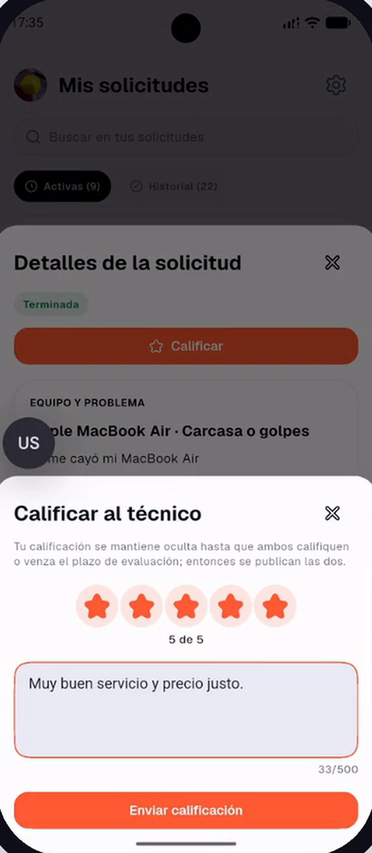 17:35
Mis solicitudes
Buscar en tus solicitudes
Activas (9)
Historial (22)
Detalles de la solicitud
Terminada
Calificar
EQUIPO Y PROBLEMA
ple MacBook Air · Carcasa o golpes
US
me cayó mi MacBook Air
Calificar al técnico
Tu calificación se mantiene oculta hasta que ambos califiquen
o venza el plazo de evaluación; entonces se publican las dos.
5 de 5
Muy buen servicio y precio justo.
33/500
Enviar calificación